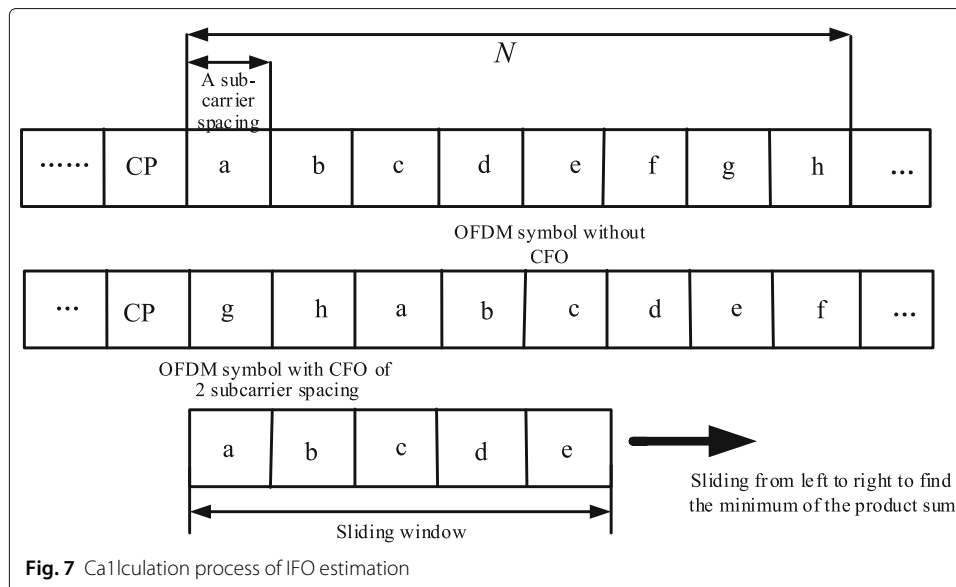 N
A sub-
carrier
spacing
...... CP a b c d e f g h ...
OFDM symbol without
CFO
... CP g h a b c d e f ...
OFDM symbol with CFO of
2 subcarrier spacing
a b c d e
Sliding from left to right to find
the minimum of the product sum
Sliding window
Fig. 7 Ca1lculation process of IFO estimation